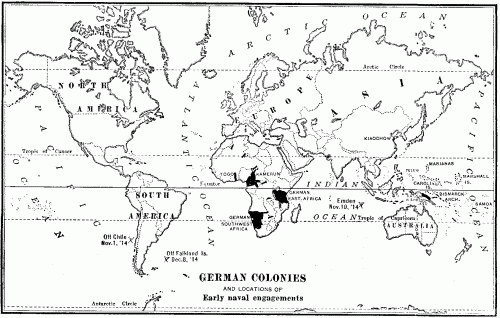 ARCTIC OCEAN
Arctic Circle
NORTH
AMERICA
EUROPE
ASIA
PACIFIC
OCEAN
ATLANTIC
OCEAN
PACIFIC
KIAOCHOW
Tropic of Cancer
MARIANAS
MARSHALL
IS.
CAROLINE
TOGO
KAMERUN
Equator
INDIAN
OCEAN
BISMARCK
ARCH.
SAMOA
GERMAN
EAST AFRICA
SOUTH
AMERICA
Emden
Nov. 10, '14
GERMAN
SOUTHWEST
AFRICA
Tropic of Capricorn
AUSTRALIA
Off Chile
Nov. 1, '14
Off Falkland Is.
Dec. 8, '14
GERMAN COLONIES
AND LOCATIONS OF
Early naval engagements
Antarctic Circle